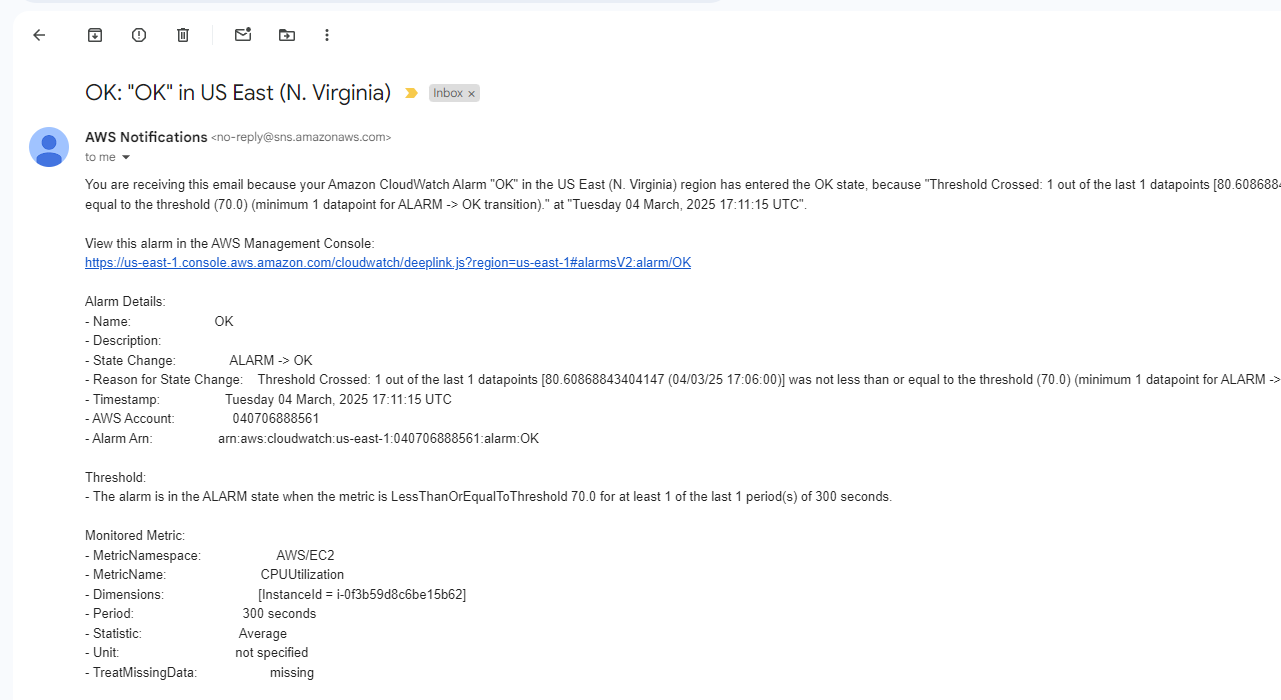 OK: "OK" in US East (N. Virginia) Inbox ×
AWS Notifications <no-reply@sns.amazonaws.com>
to me
You are receiving this email because your Amazon CloudWatch Alarm "OK" in the US East (N. Virginia) region has entered the OK state, because "Threshold Crossed: 1 out of the last 1 datapoints [80.6086884
equal to the threshold (70.0) (minimum 1 datapoint for ALARM -> OK transition)." at "Tuesday 04 March, 2025 17:11:15 UTC".
View this alarm in the AWS Management Console:
https://us-east-1.console.aws.amazon.com/cloudwatch/deeplink.js?region=us-east-1#alarmsV2:alarm/OK
Alarm Details:
- Name: OK
- Description:
- State Change: ALARM -> OK
- Reason for State Change: Threshold Crossed: 1 out of the last 1 datapoints [80.60868843404147 (04/03/25 17:06:00)] was not less than or equal to the threshold (70.0) (minimum 1 datapoint for ALARM ->
- Timestamp: Tuesday 04 March, 2025 17:11:15 UTC
- AWS Account: 040706888561
- Alarm Arn: arn:aws:cloudwatch:us-east-1:040706888561:alarm:OK
Threshold:
- The alarm is in the ALARM state when the metric is LessThanOrEqualToThreshold 70.0 for at least 1 of the last 1 period(s) of 300 seconds.
Monitored Metric:
- MetricNamespace: AWS/EC2
- MetricName: CPUUtilization
- Dimensions: [InstanceId = i-0f3b59d8c6be15b62]
- Period: 300 seconds
- Statistic: Average
- Unit: not specified
- TreatMissingData: missing